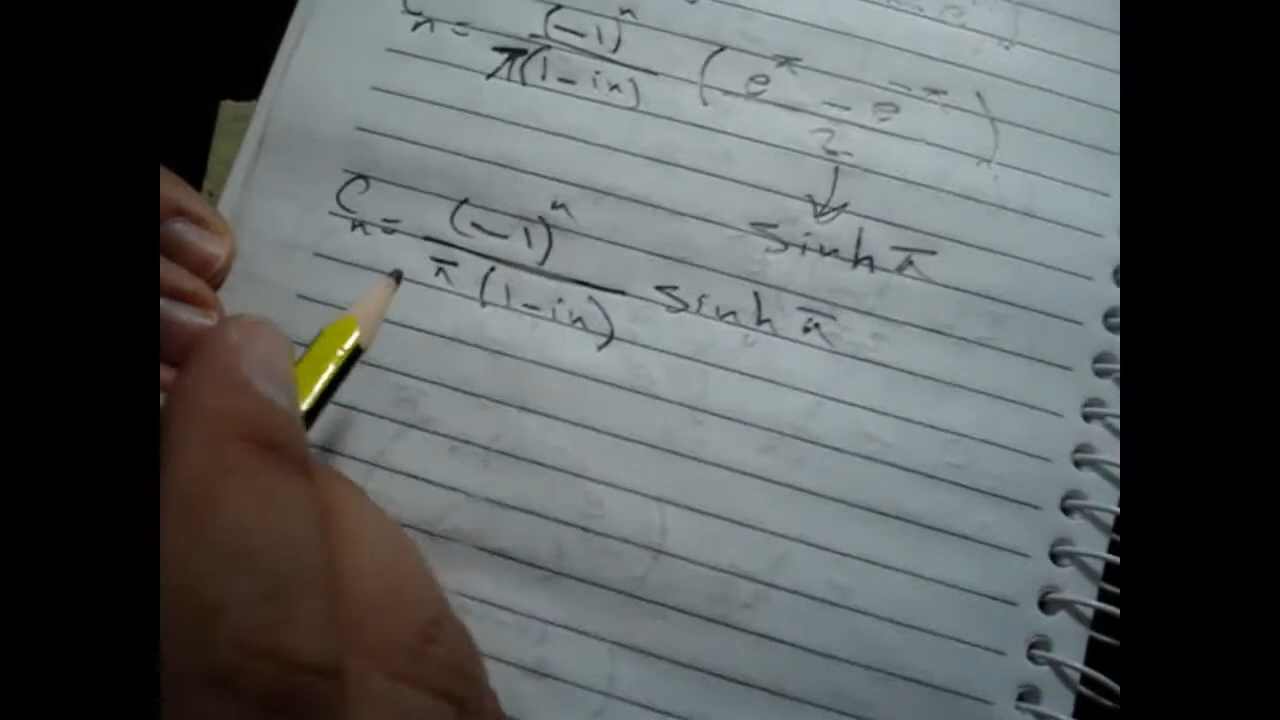 Cn = (-1)^n / π(1-in) (e^π - e^-π / 2)
↓
sinh π
Cn = (-1)^n / π(1-in) sinh π